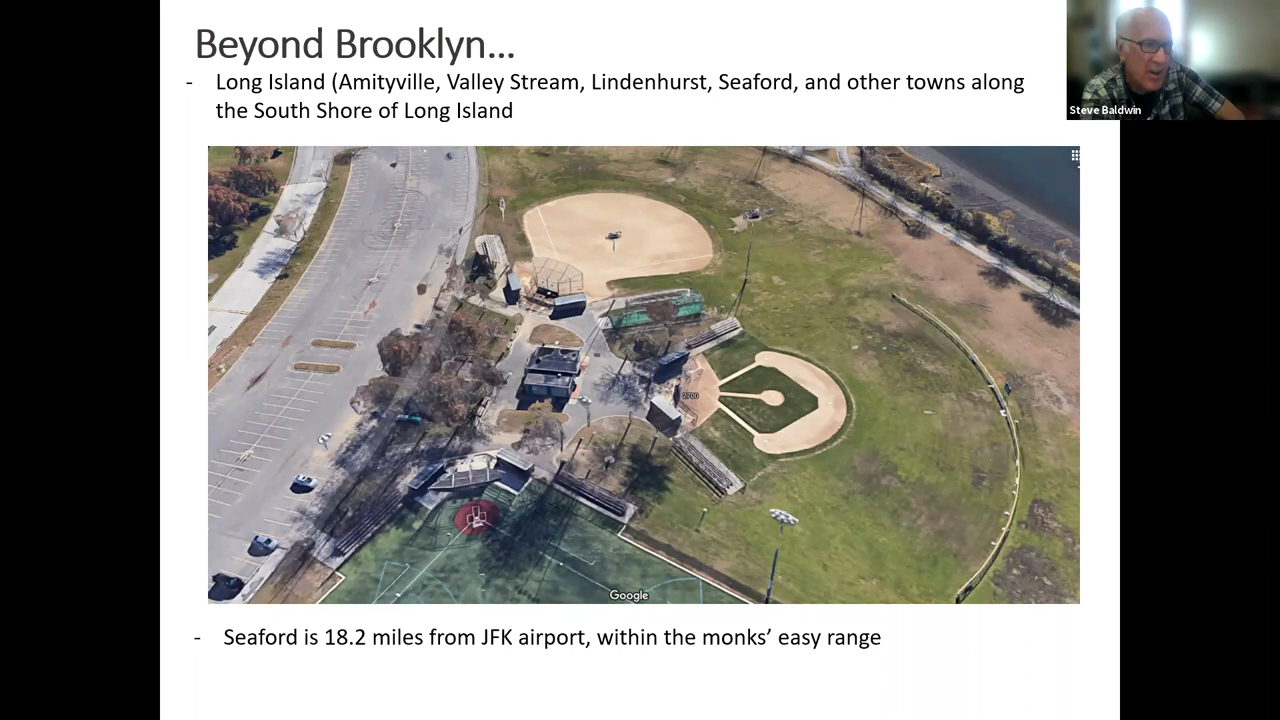 Beyond Brooklyn…
- Long Island (Amityville, Valley Stream, Lindenhurst, Seaford, and other towns along
the South Shore of Long Island
Steve Baldwin
2700
Google
- Seaford is 18.2 miles from JFK airport, within the monks’ easy range